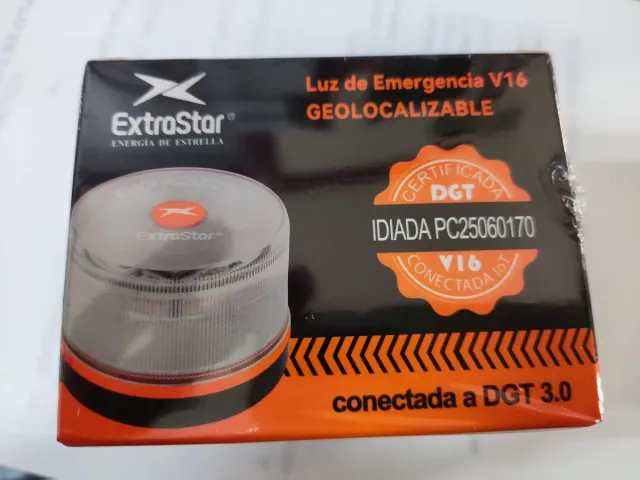 Luz de Emergencia V16
GEOLOCALIZABLE
ExtraStar®
ENERGÍA DE ESTRELLA
CERTIFICADA
DGT
IDIADA PC25060170
V16
CONECTADA IoT
ExtraStar
conectada a DGT 3.0